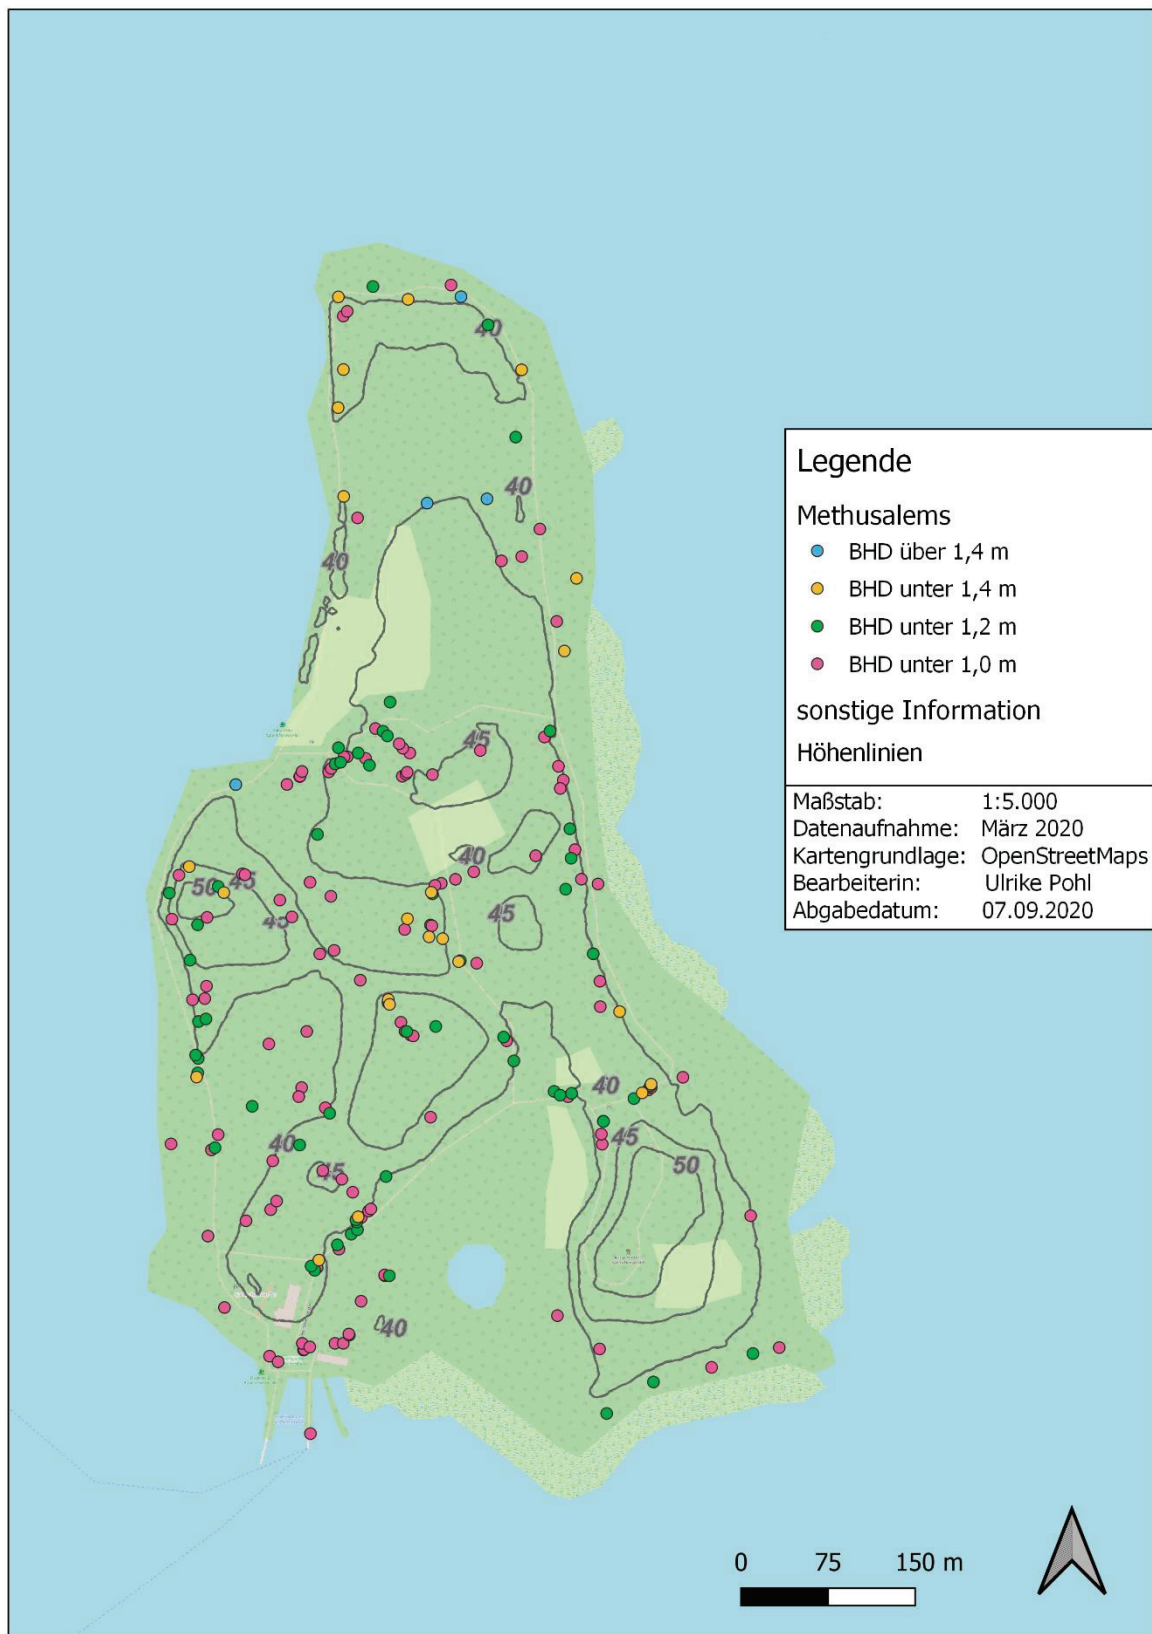 40
40
40
45
40
50
45
45
45
40
45
40
45
50
40
Legende
Methusalems
BHD über 1,4 m
BHD unter 1,4 m
BHD unter 1,2 m
BHD unter 1,0 m
sonstige Information
Höhenlinien
Maßstab: 1:5.000
Datenaufnahme: März 2020
Kartengrundlage: OpenStreetMaps
Bearbeiterin: Ulrike Pohl
Abgabedatum: 07.09.2020
0 75 150 m